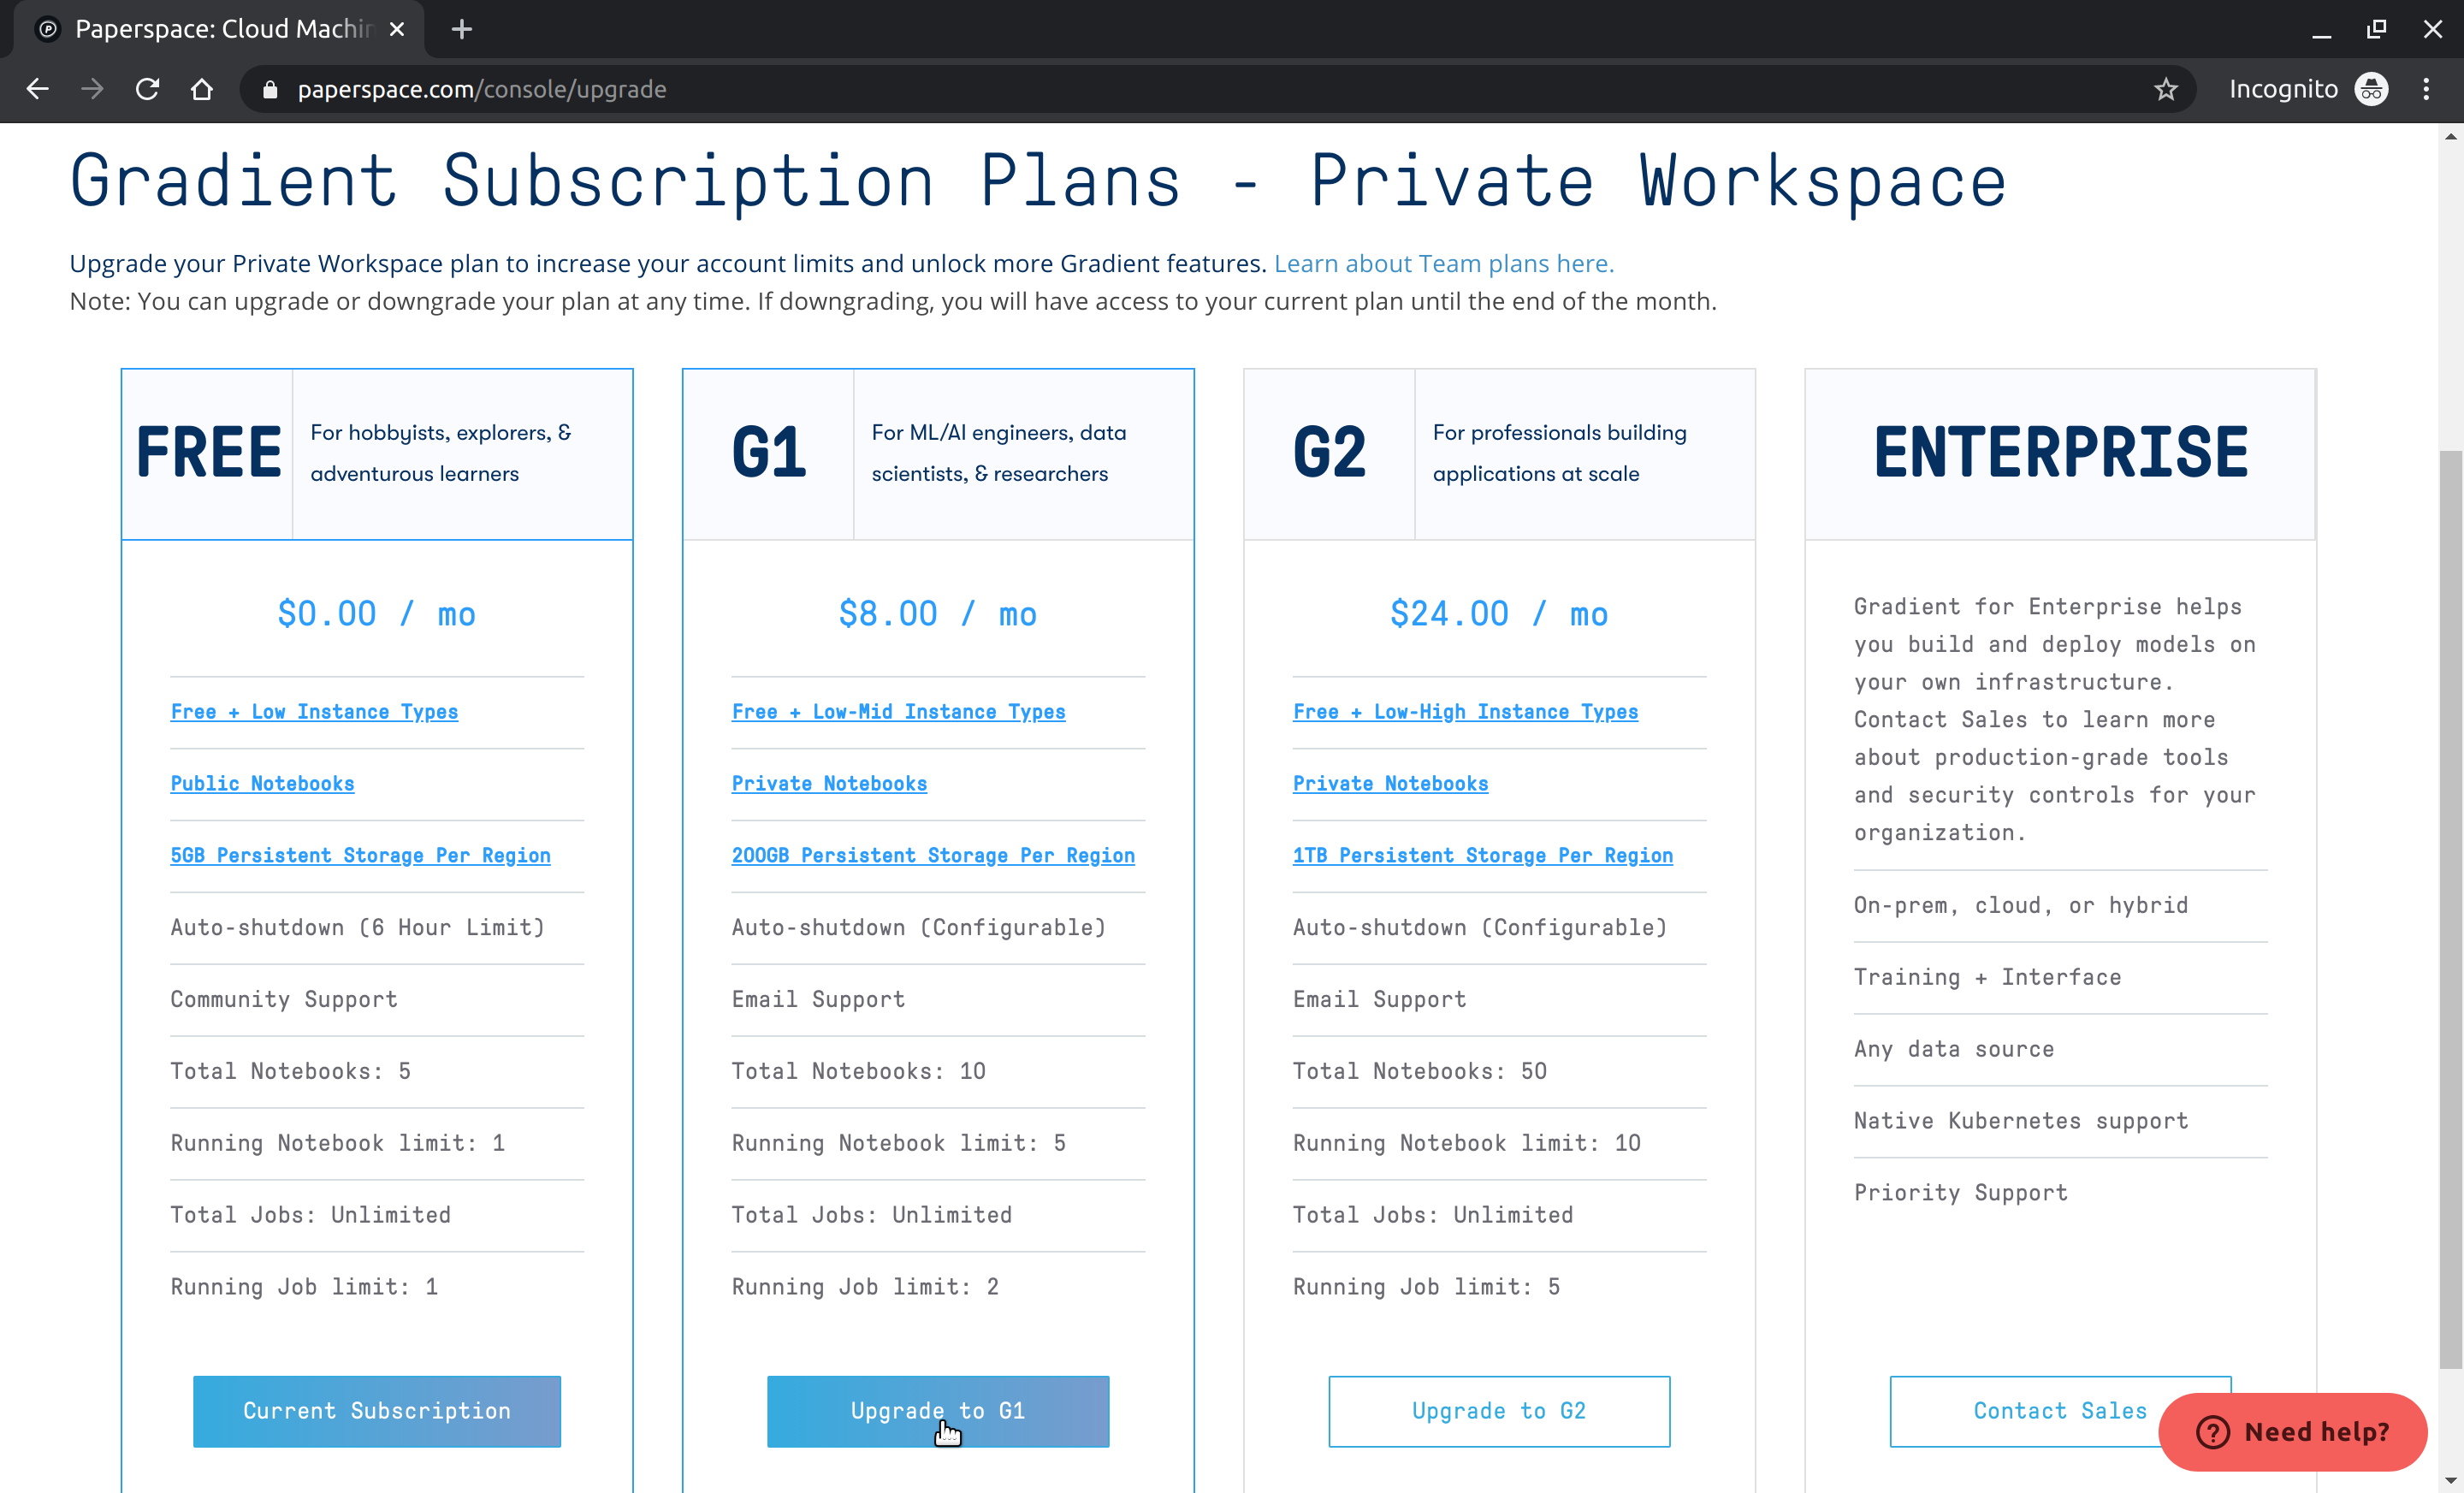 Paperspace: Cloud Machin
paperspace.com/console/upgrade
Incognito
Gradient Subscription Plans - Private Workspace
Upgrade your Private Workspace plan to increase your account limits and unlock more Gradient features. Learn about Team plans here.
Note: You can upgrade or downgrade your plan at any time. If downgrading, you will have access to your current plan until the end of the month.
FREE
For hobbyists, explorers, &
adventurous learners
$0.00 / mo
Free + Low Instance Types
Public Notebooks
5GB Persistent Storage Per Region
Auto-shutdown (6 Hour Limit)
Community Support
Total Notebooks: 5
Running Notebook limit: 1
Total Jobs: Unlimited
Running Job limit: 1
Current Subscription
G1
For ML/AI engineers, data
scientists, & researchers
$8.00 / mo
Free + Low-Mid Instance Types
Private Notebooks
200GB Persistent Storage Per Region
Auto-shutdown (Configurable)
Email Support
Total Notebooks: 10
Running Notebook limit: 5
Total Jobs: Unlimited
Running Job limit: 2
Upgrade to G1
G2
For professionals building
applications at scale
$24.00 / mo
Free + Low-High Instance Types
Private Notebooks
1TB Persistent Storage Per Region
Auto-shutdown (Configurable)
Email Support
Total Notebooks: 50
Running Notebook limit: 10
Total Jobs: Unlimited
Running Job limit: 5
Upgrade to G2
ENTERPRISE
Gradient for Enterprise helps
you build and deploy models on
your own infrastructure.
Contact Sales to learn more
about production-grade tools
and security controls for your
organization.
On-prem, cloud, or hybrid
Training + Interface
Any data source
Native Kubernetes support
Priority Support
Contact Sales
Need help?